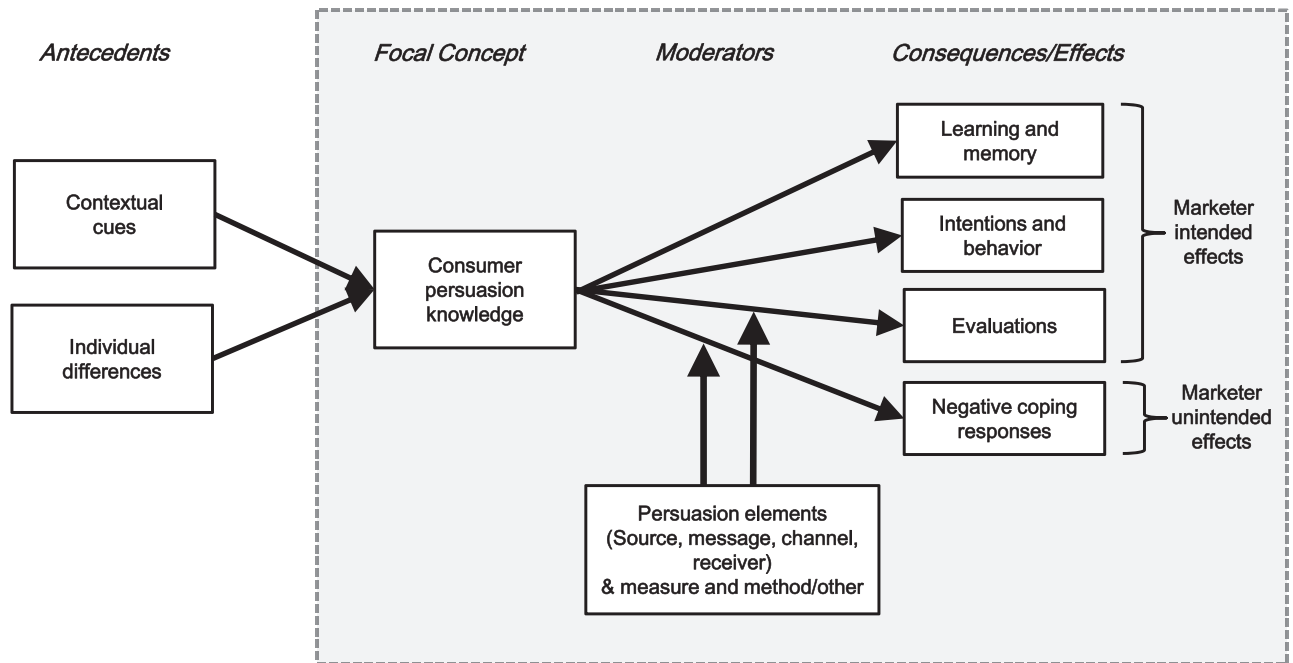 Antecedents
Focal Concept
Moderators
Consequences/Effects
Contextual
cues
Individual
differences
Consumer
persuasion
knowledge
Learning and
memory
Intentions and
behavior
Evaluations
Negative coping
responses
Marketer
intended
effects
Marketer
unintended
effects
Persuasion elements
(Source, message, channel,
receiver)
& measure and method/other